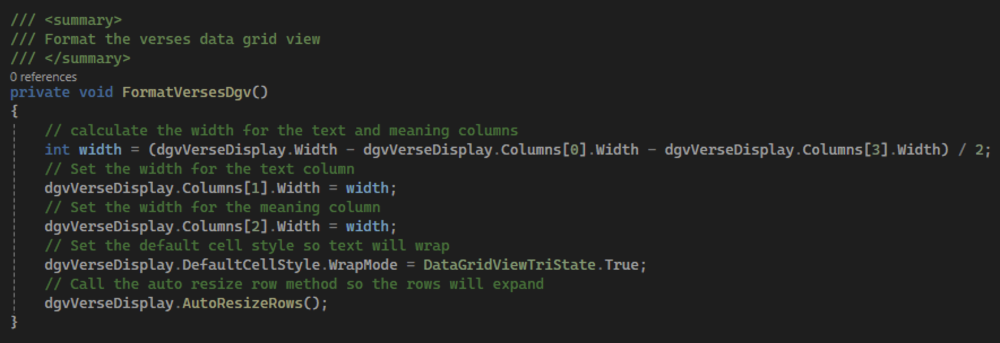 /// <summary>
/// Format the verses data grid view
/// </summary>
0 references
private void FormatVersesDgv()
{
    // calculate the width for the text and meaning columns
    int width = (dgvVerseDisplay.Width - dgvVerseDisplay.Columns[0].Width - dgvVerseDisplay.Columns[3].Width) / 2;
    // Set the width for the text column
    dgvVerseDisplay.Columns[1].Width = width;
    // Set the width for the meaning column
    dgvVerseDisplay.Columns[2].Width = width;
    // Set the default cell style so text will wrap
    dgvVerseDisplay.DefaultCellStyle.WrapMode = DataGridViewTriState.True;
    // Call the auto resize row method so the rows will expand
    dgvVerseDisplay.AutoResizeRows();
}